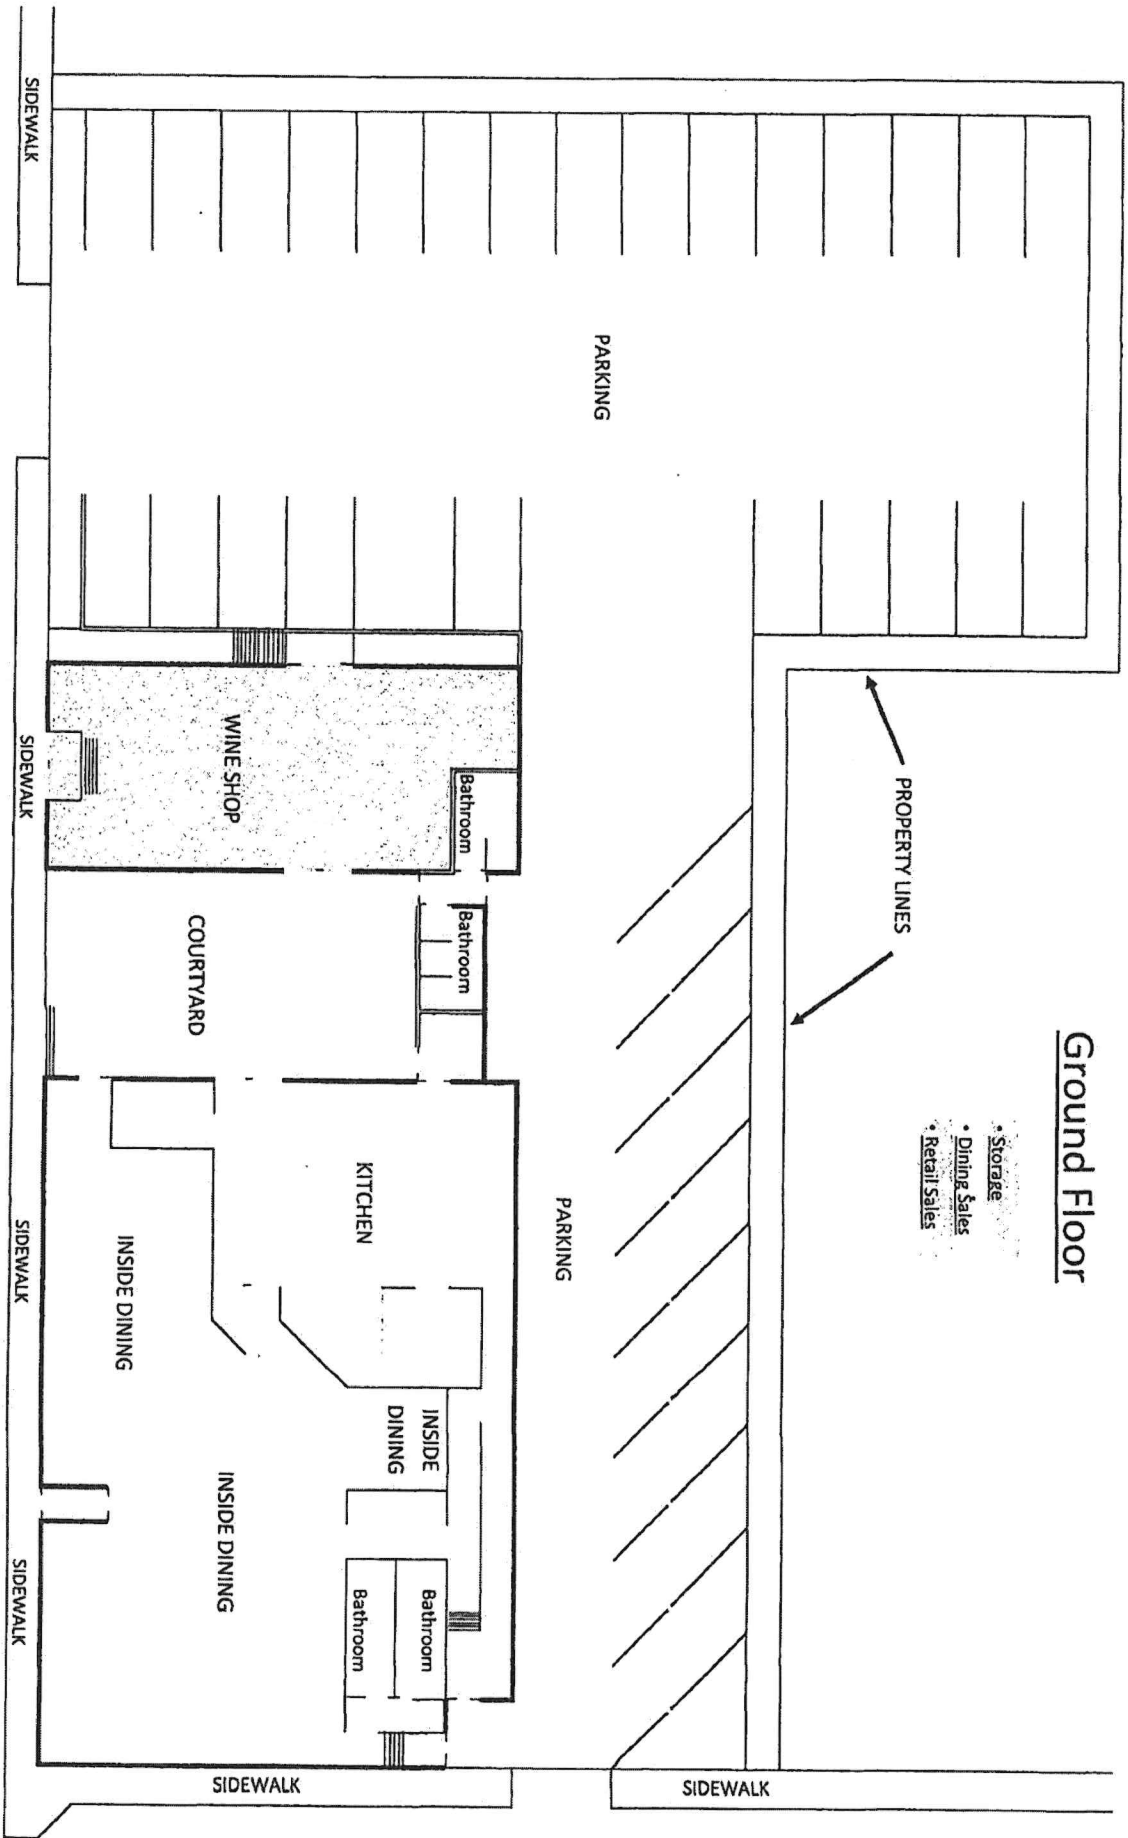 Ground Floor
• Storage
• Dining Sales
• Retail Sales
PROPERTY LINES
PARKING
PARKING
SIDEWALK
SIDEWALK
SIDEWALK
SIDEWALK
SIDEWALK
SIDEWALK
WINE SHOP
Bathroom
Bathroom
COURTYARD
KITCHEN
INSIDE DINING
INSIDE
DINING
INSIDE DINING
Bathroom
Bathroom